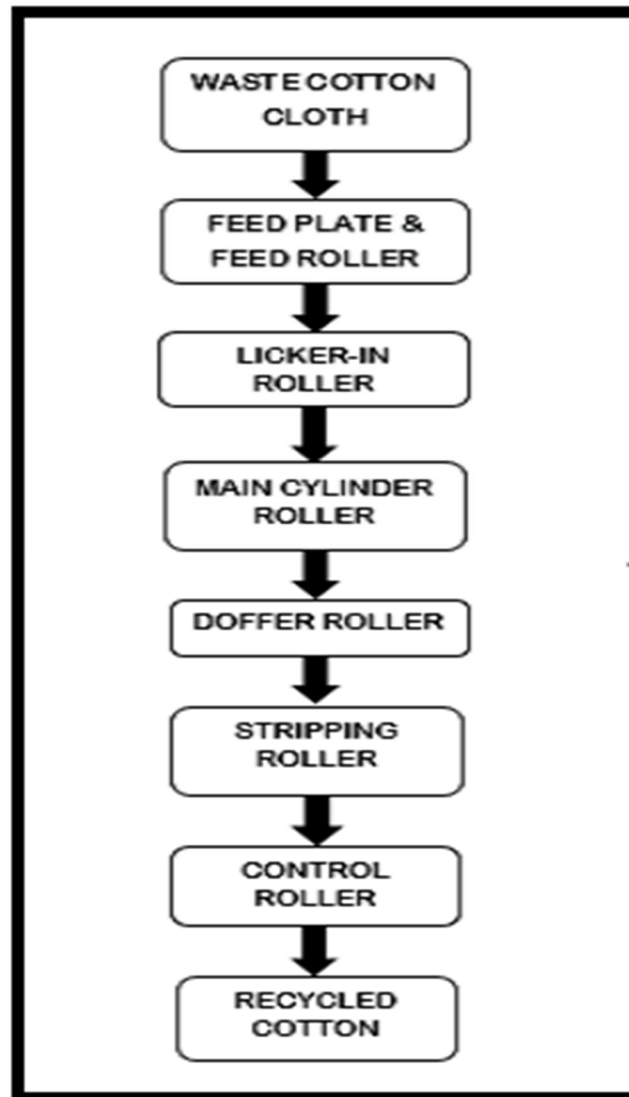 WASTE COTTON
CLOTH
FEED PLATE &
FEED ROLLER
LICKER-IN
ROLLER
MAIN CYLINDER
ROLLER
DOFFER ROLLER
STRIPPING
ROLLER
CONTROL
ROLLER
RECYCLED
COTTON